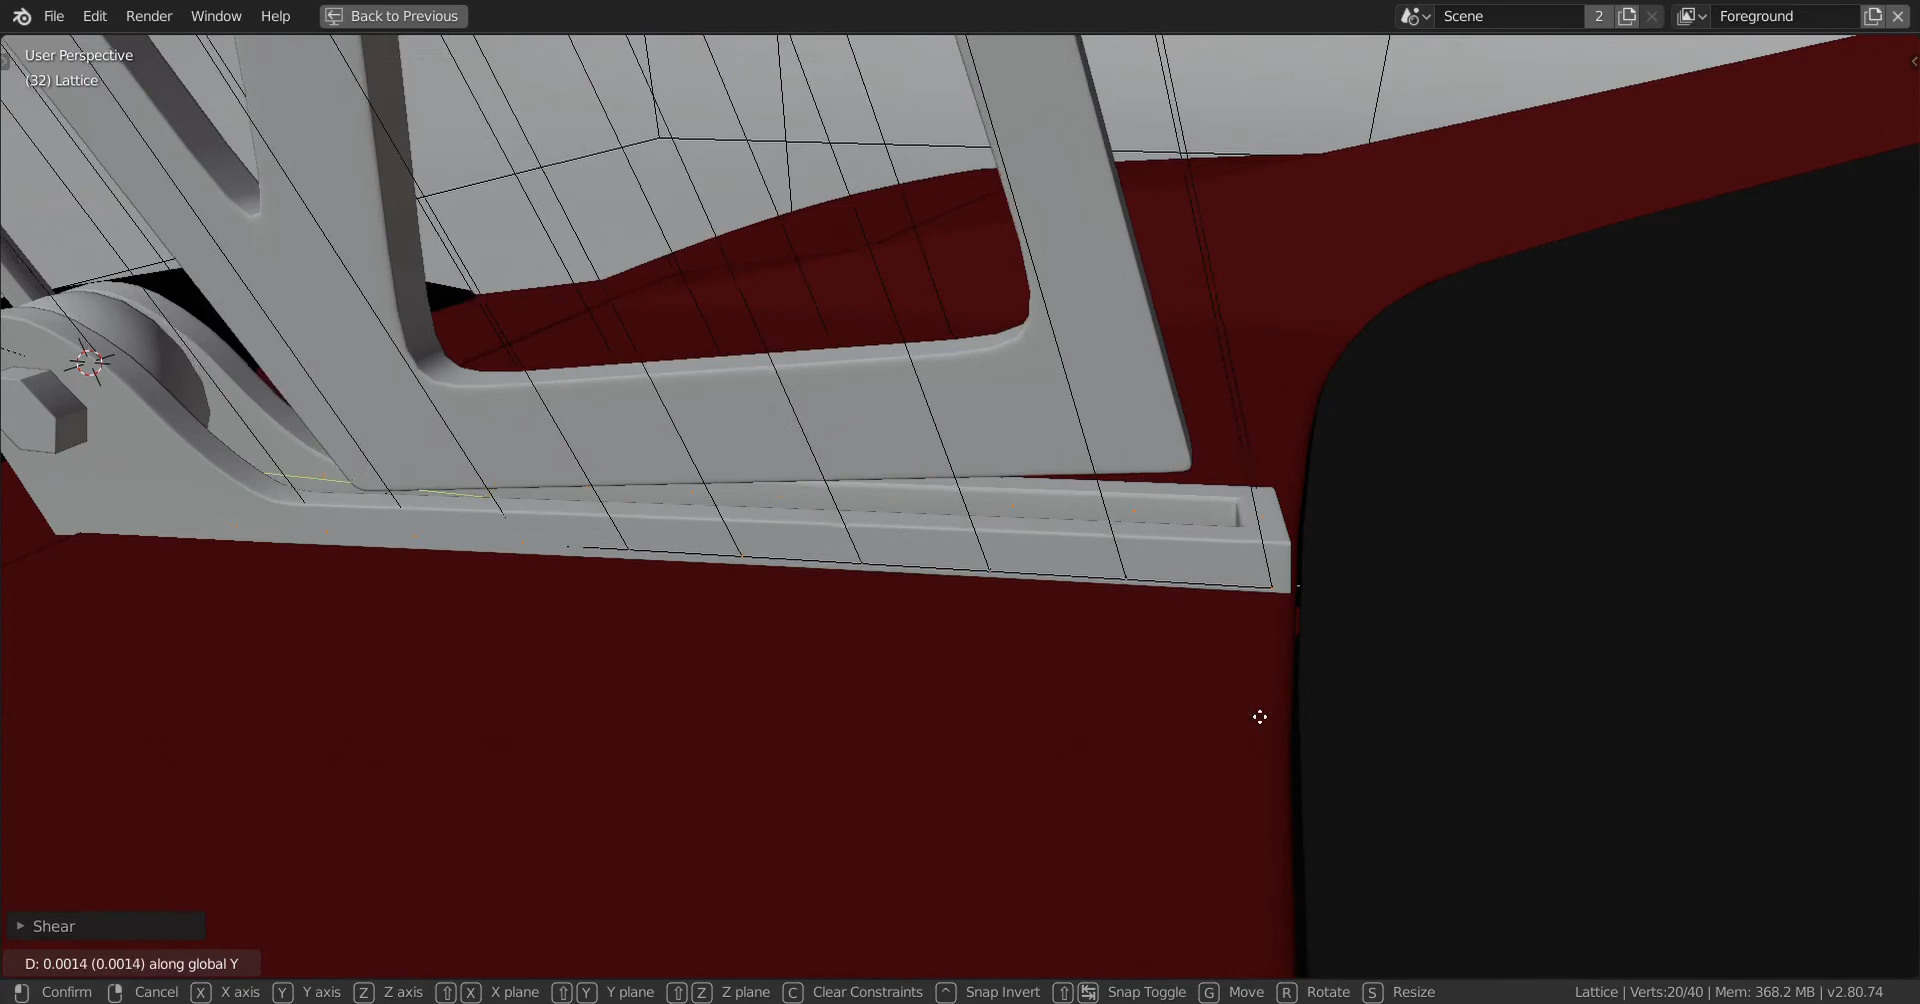 File Edit Render Window Help Back to Previous Scene 2 Foreground
User Perspective
(32) Lattice
Shear
D: 0.0014 (0.0014) along global Y
Confirm Cancel X X axis Y Y axis Z Z axis X X plane Y Y plane Z Z plane C Clear Constraints ^ Snap Invert Snap Toggle G Move R Rotate S Resize Lattice | Verts:20/40 | Mem: 368.2 MB | v2.80.74